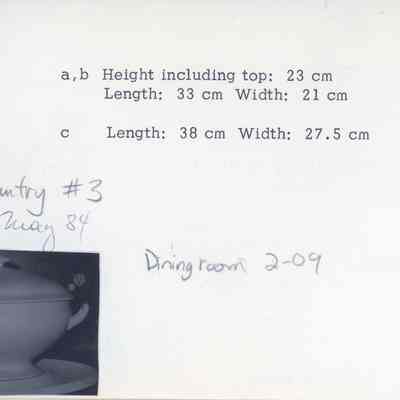 a,b Height including top: 23 cm
Length: 33 cm Width: 21 cm
c Length: 38 cm Width: 27.5 cm
antry #3
May 84
Dining room 2-09